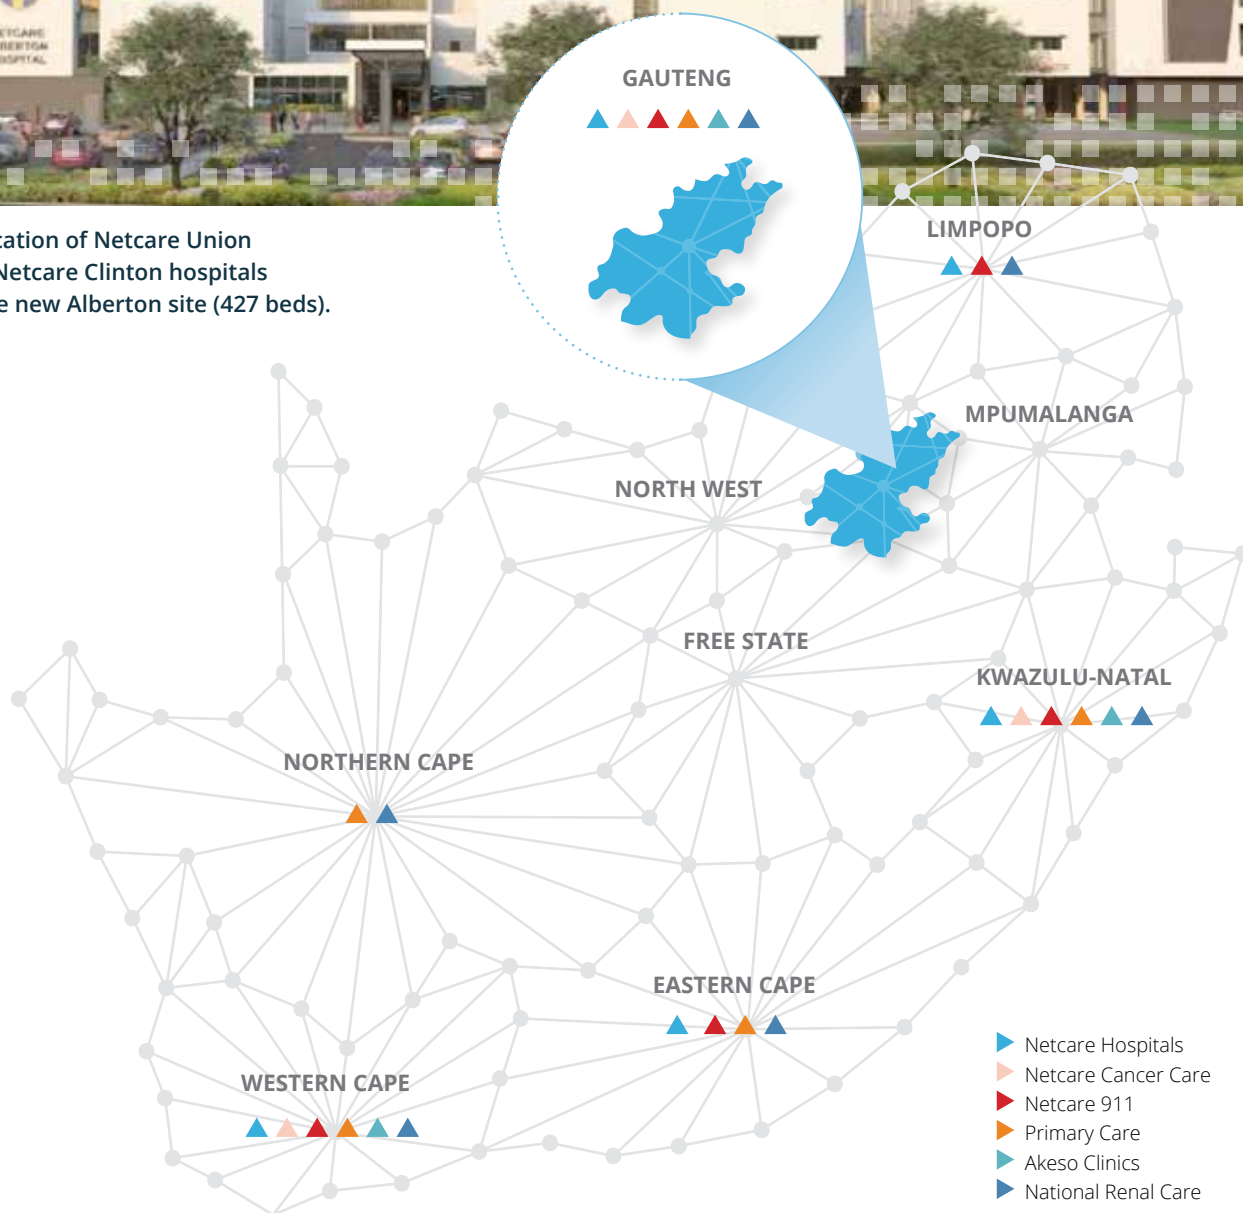 HOSPITAL
GAUTENG
cation of Netcare Union
Netcare Clinton hospitals
e new Alberton site (427 beds).
LIMPOPO
MPUMALANGA
NORTH WEST
FREE STATE
KWAZULU-NATAL
NORTHERN CAPE
EASTERN CAPE
WESTERN CAPE
Netcare Hospitals
Netcare Cancer Care
Netcare 911
Primary Care
Akeso Clinics
National Renal Care